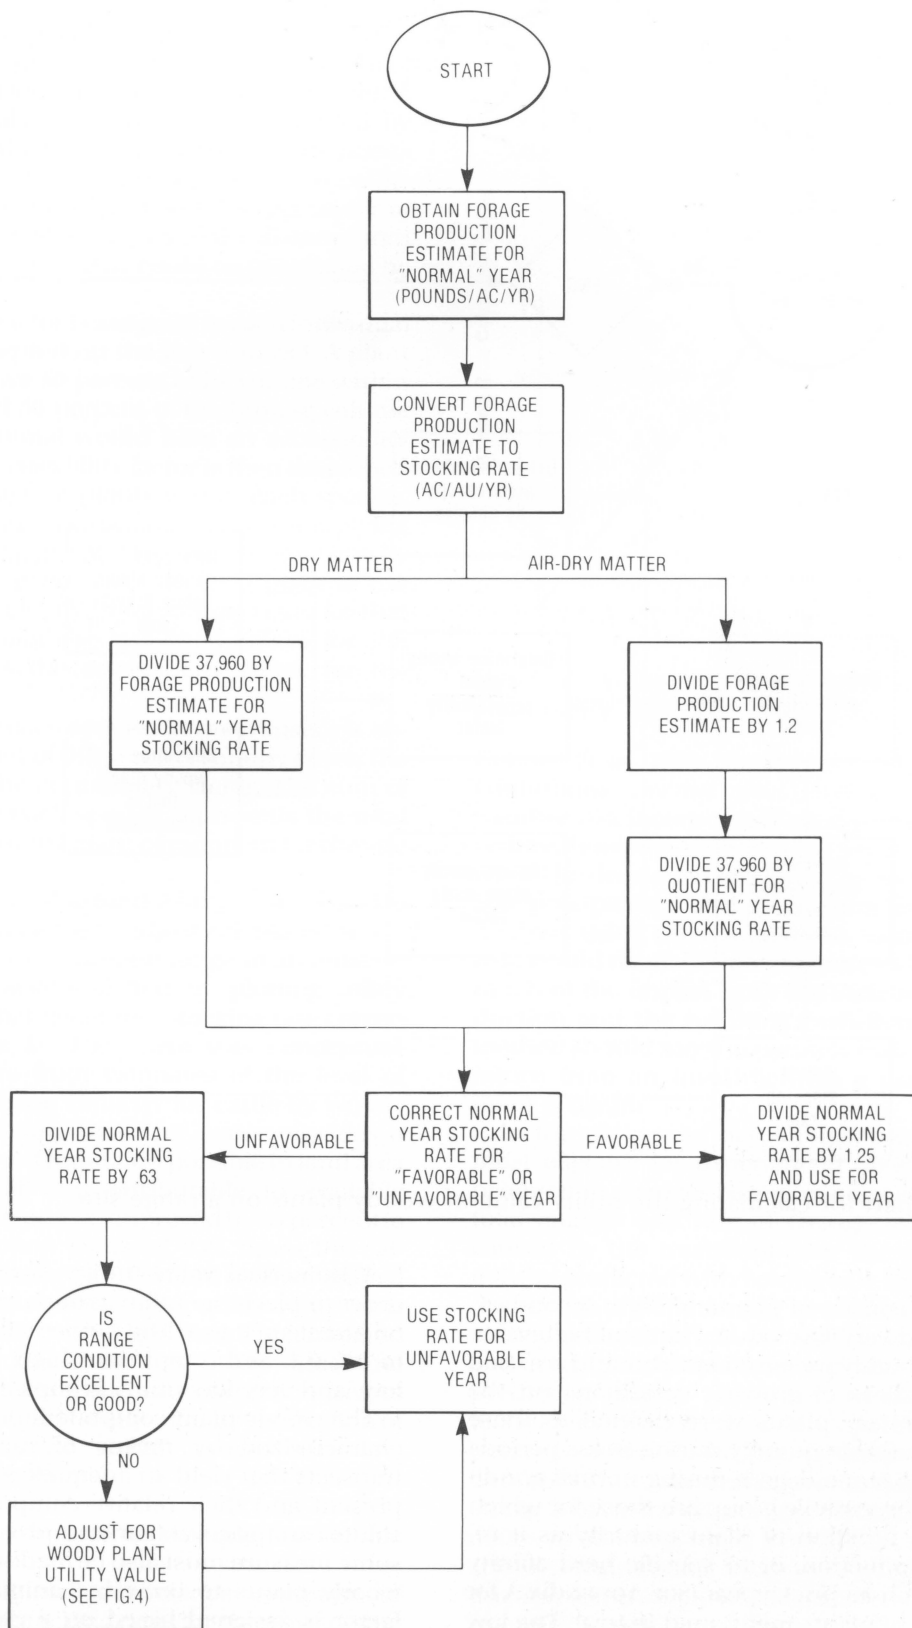 START
OBTAIN FORAGE
PRODUCTION
ESTIMATE FOR
"NORMAL" YEAR
(POUNDS/AC/YR)
CONVERT FORAGE
PRODUCTION
ESTIMATE TO
STOCKING RATE
(AC/AU/YR)
DRY MATTER
AIR-DRY MATTER
DIVIDE 37,960 BY
FORAGE PRODUCTION
ESTIMATE FOR
"NORMAL" YEAR
STOCKING RATE
DIVIDE FORAGE
PRODUCTION
ESTIMATE BY 1.2
DIVIDE 37,960 BY
QUOTIENT FOR
"NORMAL" YEAR
STOCKING RATE
DIVIDE NORMAL
YEAR STOCKING
RATE BY .63
UNFAVORABLE
CORRECT NORMAL
YEAR STOCKING
RATE FOR
"FAVORABLE" OR
"UNFAVORABLE" YEAR
FAVORABLE
DIVIDE NORMAL
YEAR STOCKING
RATE BY 1.25
AND USE FOR
FAVORABLE YEAR
IS
RANGE
CONDITION
EXCELLENT
OR GOOD?
YES
USE STOCKING
RATE FOR
UNFAVORABLE
YEAR
NO
ADJUST FOR
WOODY PLANT
UTILITY VALUE
(SEE FIG.4)